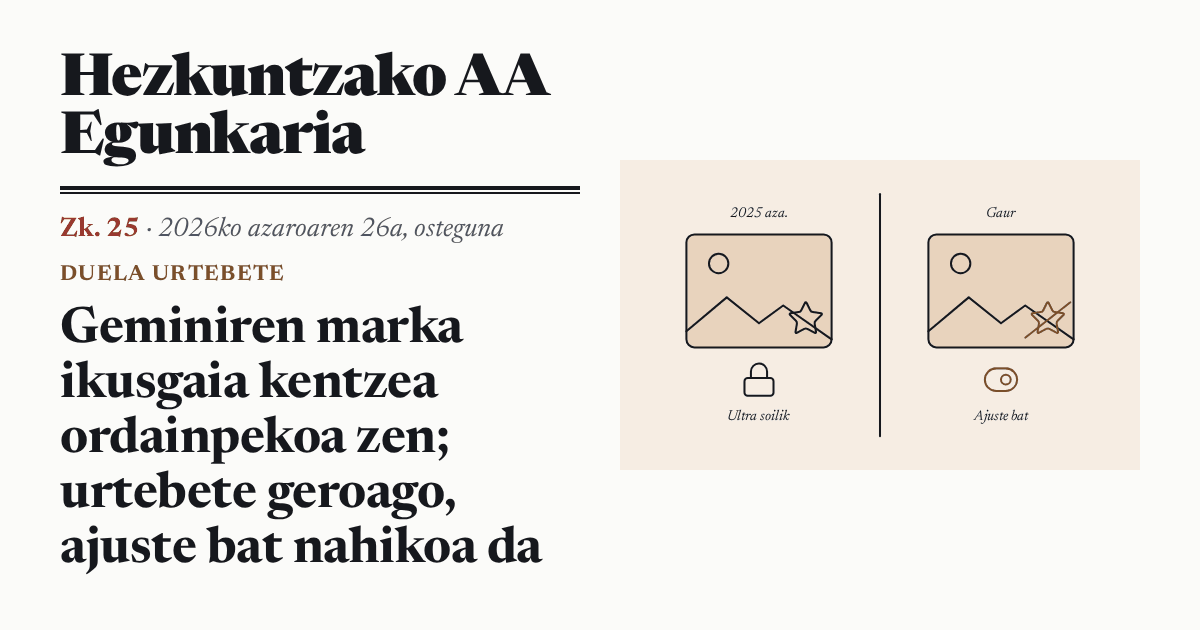 Hezkuntzako AA
Egunkaria
Zk. 25 · 2026ko azaroaren 26a, osteguna
DUELA URTEBETE
Geminiren marka
ikusgaia kentzea
ordainpekoa zen;
urtebete geroago,
ajuste bat nahikoa da
2025 aza.
Ultra soilik
Gaur
Ajuste bat